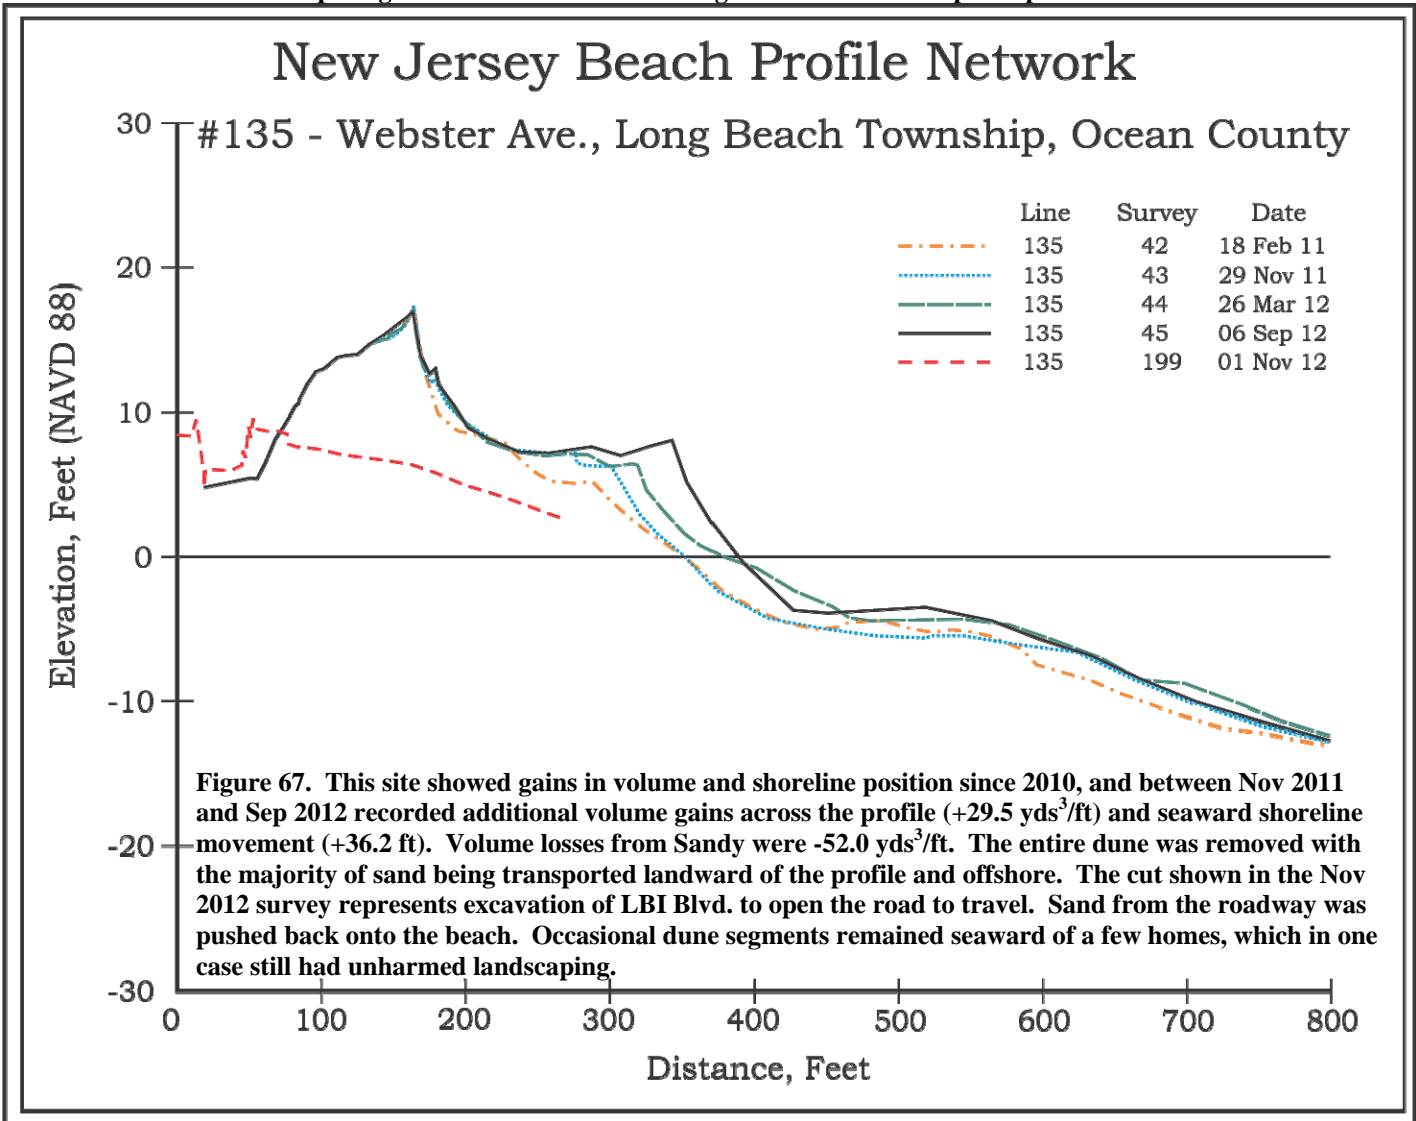 New Jersey Beach Profile Network
#135 - Webster Ave., Long Beach Township, Ocean County
Line Survey Date
135 42 18 Feb 11
135 43 29 Nov 11
135 44 26 Mar 12
135 45 06 Sep 12
135 199 01 Nov 12
30
20
10
0
-10
-20
-30
Elevation, Feet (NAVD 88)
Figure 67. This site showed gains in volume and shoreline position since 2010, and between Nov 2011
and Sep 2012 recorded additional volume gains across the profile (+29.5 yds³/ft) and seaward shoreline
movement (+36.2 ft). Volume losses from Sandy were -52.0 yds³/ft. The entire dune was removed with
the majority of sand being transported landward of the profile and offshore. The cut shown in the Nov
2012 survey represents excavation of LBI Blvd. to open the road to travel. Sand from the roadway was
pushed back onto the beach. Occasional dune segments remained seaward of a few homes, which in one
case still had unharmed landscaping.
0 100 200 300 400 500 600 700 800
Distance, Feet